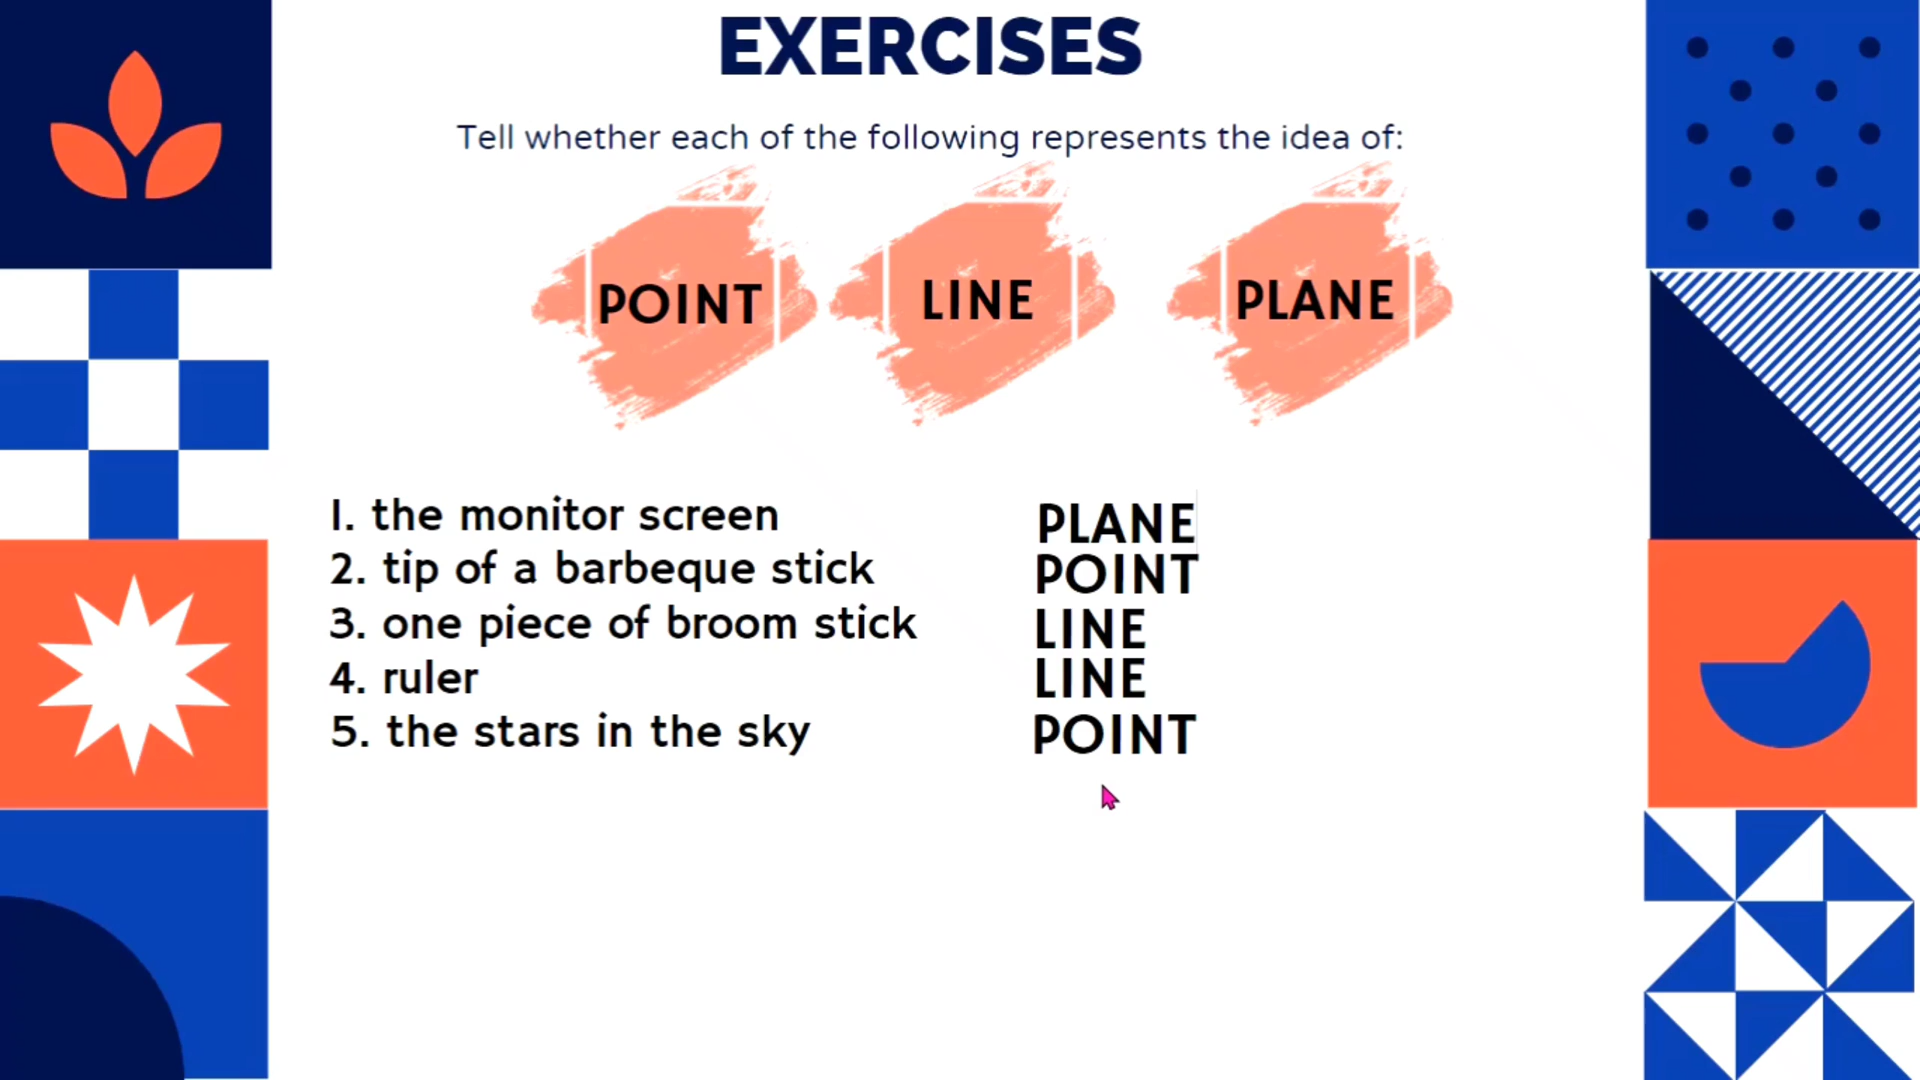 EXERCISES
Tell whether each of the following represents the idea of:
POINT LINE PLANE
1. the monitor screen PLANE
2. tip of a barbeque stick POINT
3. one piece of broom stick LINE
4. ruler LINE
5. the stars in the sky POINT